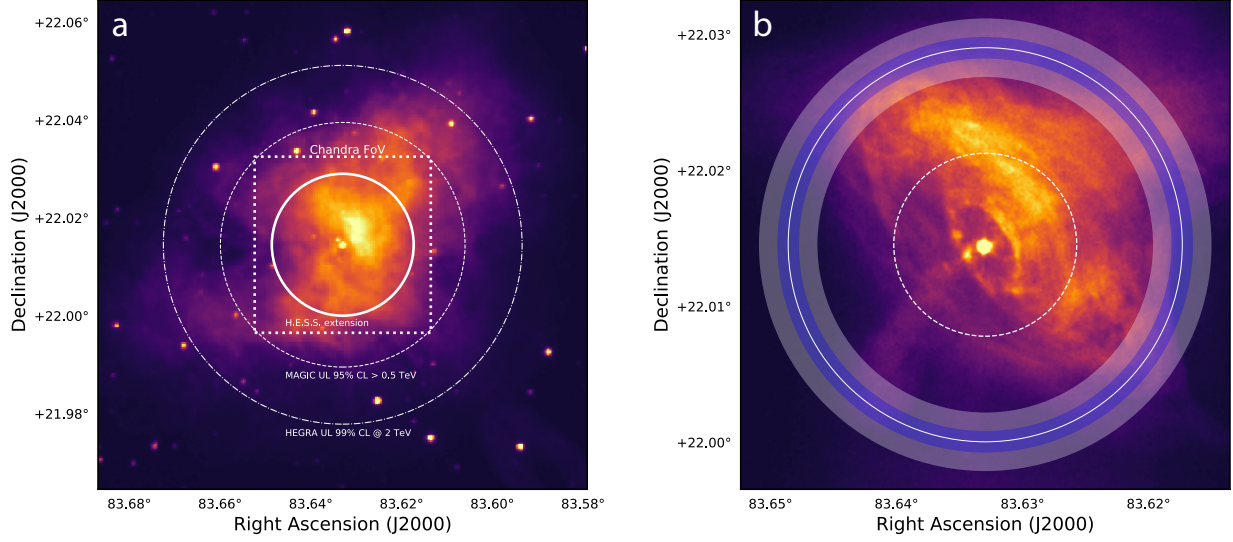 a
+22.06°
+22.04°
+22.02°
+22.00°
+21.98°
Declination (J2000)
Chandra FoV
H.E.S.S. extension
MAGIC UL 95% CL > 0.5 TeV
HEGRA UL 99% CL @ 2 TeV
83.68° 83.66° 83.64° 83.62° 83.60° 83.58°
Right Ascension (J2000)
b
+22.03°
+22.02°
+22.01°
+22.00°
Declination (J2000)
83.65° 83.64° 83.63° 83.62°
Right Ascension (J2000)